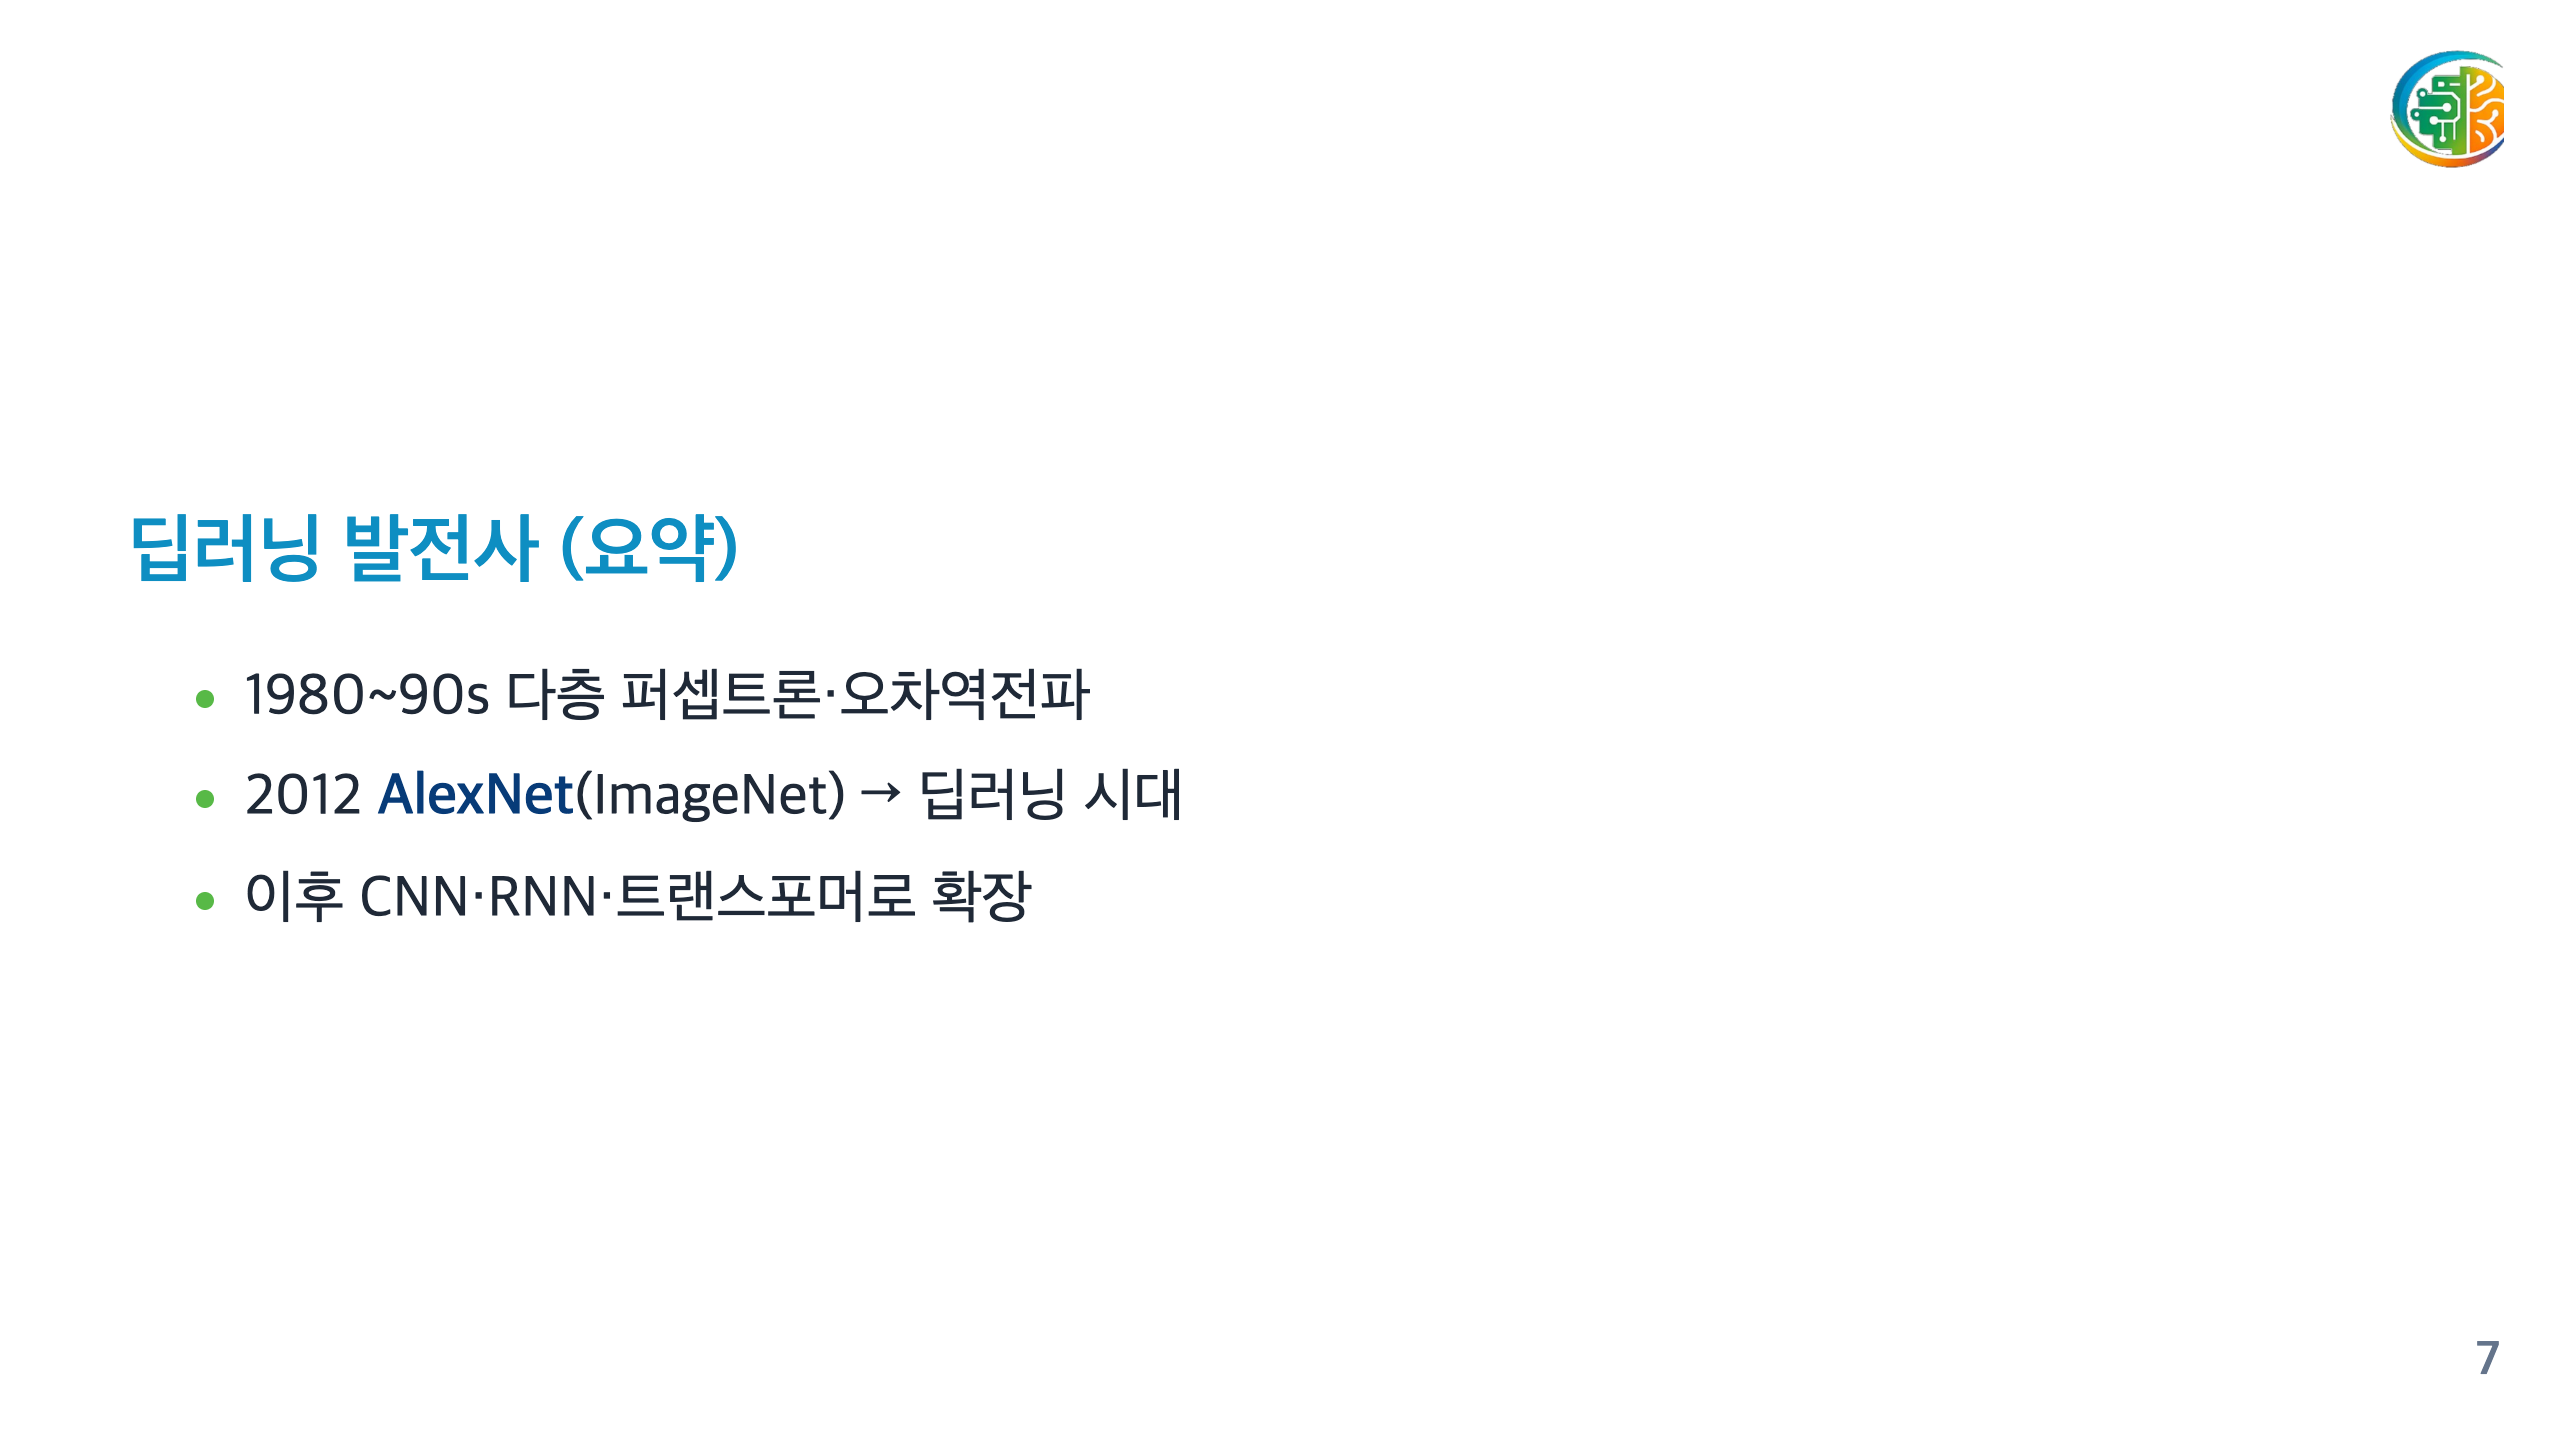 딥러닝 발전사 (요약)
• 1980~90s 다층 퍼셉트론·오차역전파
• 2012 AlexNet(ImageNet) → 딥러닝 시대
• 이후 CNN·RNN·트랜스포머로 확장
7